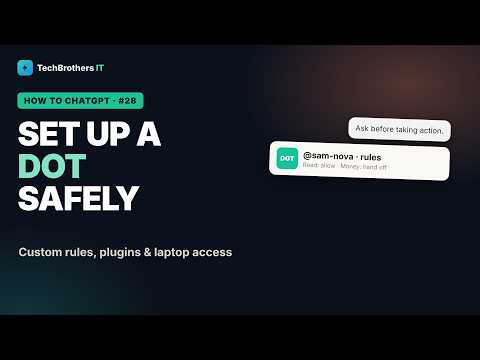 TechBrothers IT
HOW TO CHATGPT · #28
SET UP A
DOT
SAFELY
Custom rules, plugins & laptop access
Ask before taking action.
DOT
@sam-nova · rules
Read: allow · Money: hand off